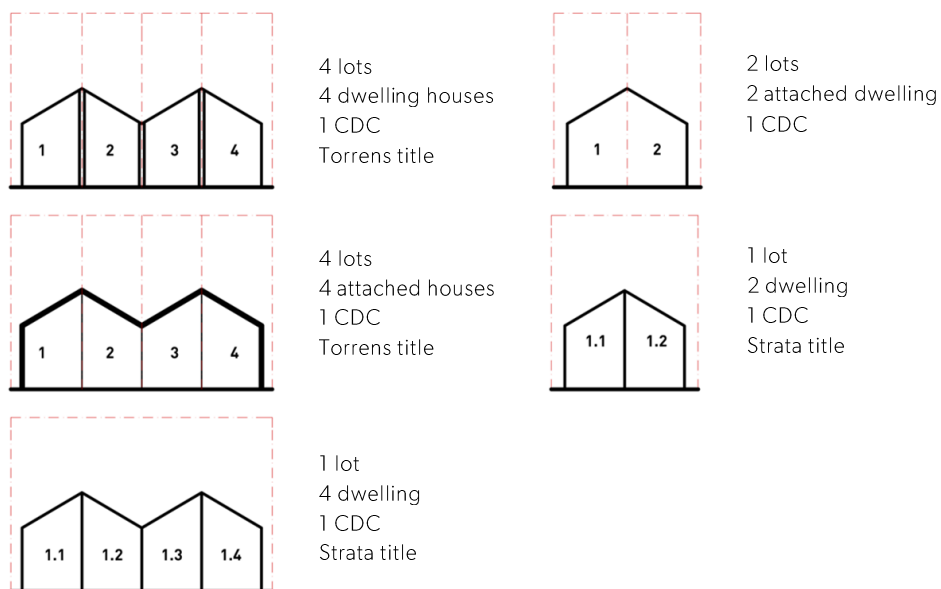 1
2
3
4
4 lots
4 dwelling houses
1 CDC
Torrens title
1
2
2 lots
2 attached dwelling
1 CDC
1
2
3
4
4 lots
4 attached houses
1 CDC
Torrens title
1.1
1.2
1 lot
2 dwelling
1 CDC
Strata title
1.1
1.2
1.3
1.4
1 lot
4 dwelling
1 CDC
Strata title